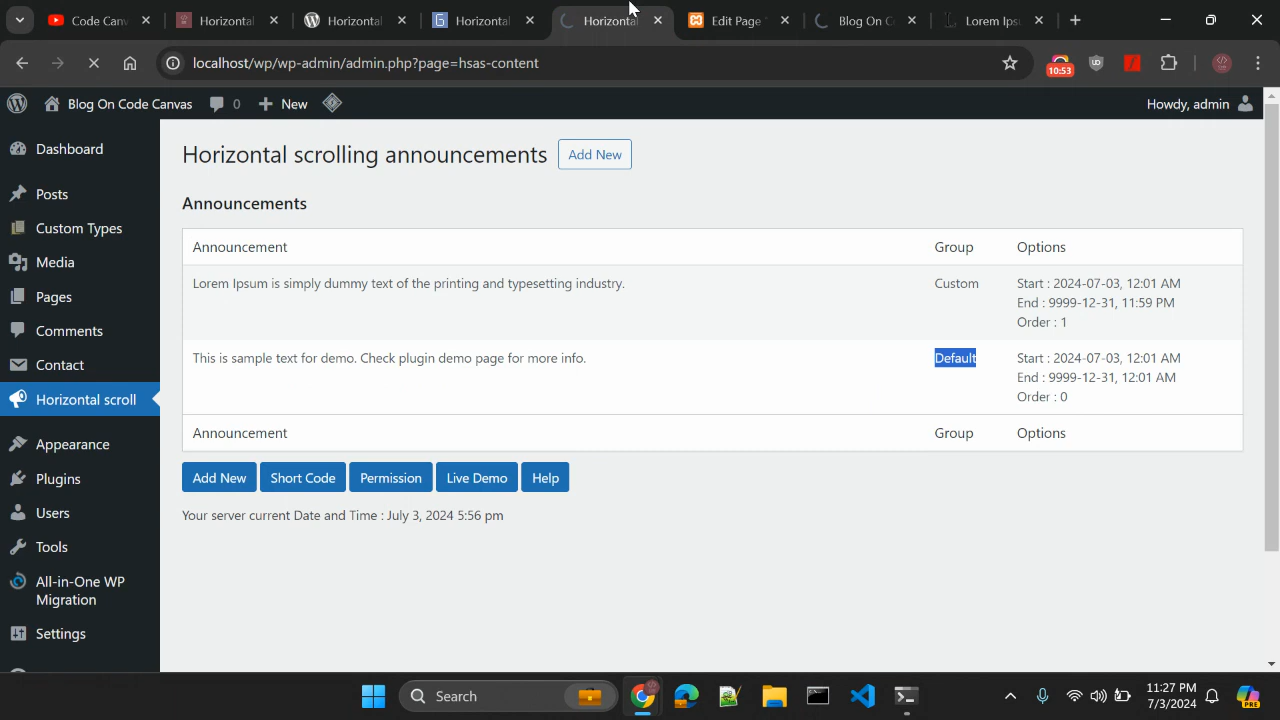 Code Canv
Horizontal
Horizontal
Horizontal
Horizontal
Edit Page
Blog On C
Lorem Ips
localhost/wp/wp-admin/admin.php?page=hsas-content
10:53
Blog On Code Canvas
0
New
Howdy, admin
Dashboard
Posts
Custom Types
Media
Pages
Comments
Contact
Horizontal scroll
Appearance
Plugins
Users
Tools
All-in-One WP
Migration
Settings
Horizontal scrolling announcements
Add New
Announcements
Announcement Group Options
Lorem Ipsum is simply dummy text of the printing and typesetting industry. Custom Start : 2024-07-03, 12:01 AM
End : 9999-12-31, 11:59 PM
Order : 1
This is sample text for demo. Check plugin demo page for more info. Default Start : 2024-07-03, 12:01 AM
End : 9999-12-31, 12:01 AM
Order : 0
Announcement Group Options
Add New Short Code Permission Live Demo Help
Your server current Date and Time : July 3, 2024 5:56 pm
Search
11:27 PM
7/3/2024
PRE